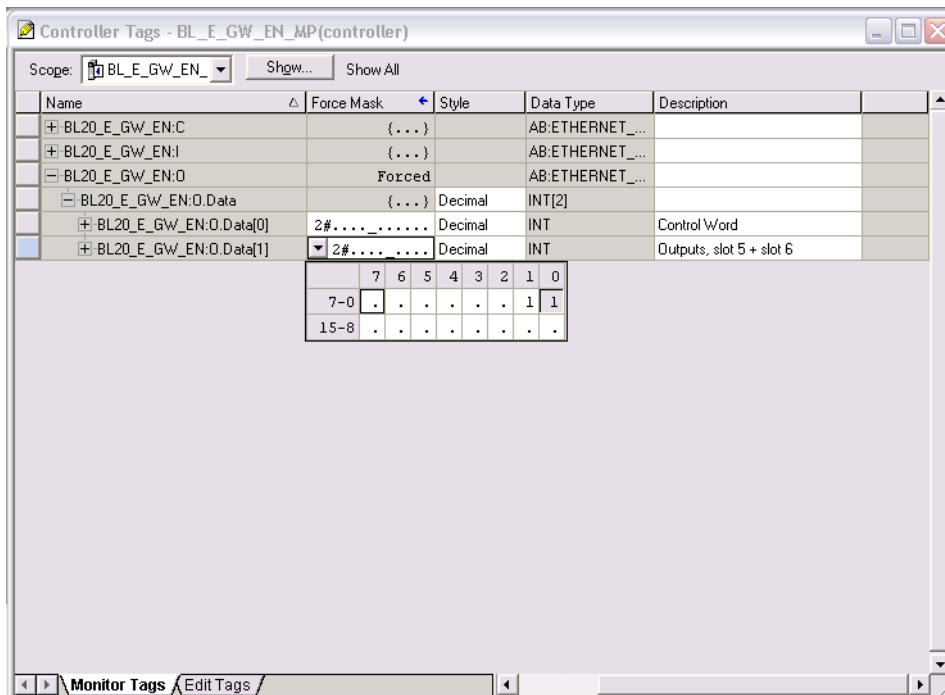 Controller Tags - BL_E_GW_EN_MP(controller)
Scope: BL_E_GW_EN_ Show... Show All
Name Force Mask Style Data Type Description
BL20_E_GW_EN:C {...} AB:ETHERNET_...
BL20_E_GW_EN:I {...} AB:ETHERNET_...
BL20_E_GW_EN:O Forced AB:ETHERNET_...
BL20_E_GW_EN:O.Data {...} Decimal INT[2]
BL20_E_GW_EN:O.Data[0] 2#...._...... Decimal INT Control Word
BL20_E_GW_EN:O.Data[1] 2#...._.... Decimal INT Outputs, slot 5 + slot 6
7 6 5 4 3 2 1 0
7-0 . . . . . . 1 1
15-8 . . . . . . . .
Monitor Tags Edit Tags